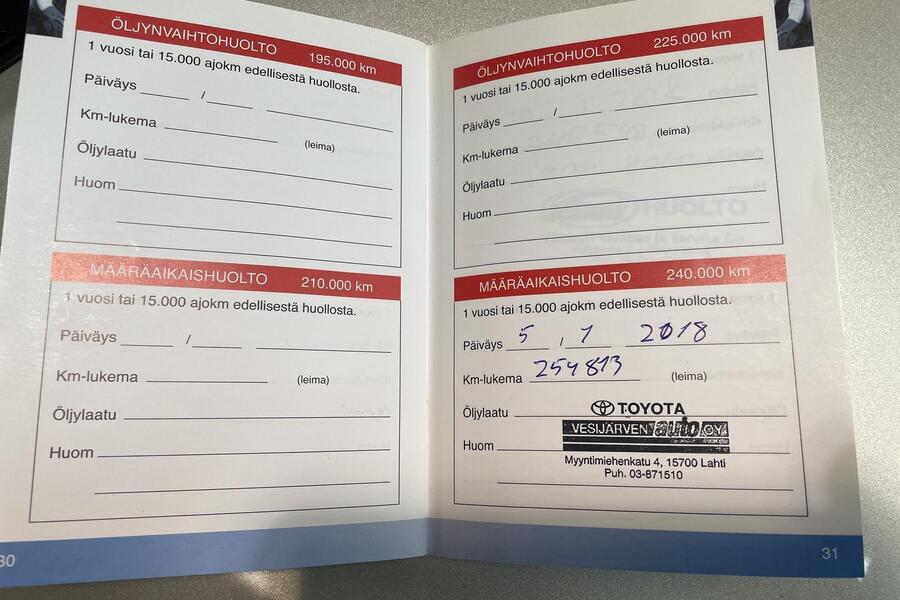 ÖLJYNVAIHTOHUOLTO 195.000 km
1 vuosi tai 15.000 ajokm edellisestä huollosta.
Päiväys /
Km-lukema
(leima)
Öljylaatu
Huom
MÄÄRÄAIKAISHUOLTO 210.000 km
1 vuosi tai 15.000 ajokm edellisestä huollosta.
Päiväys /
Km-lukema
(leima)
Öljylaatu
Huom
30
ÖLJYNVAIHTOHUOLTO 225.000 km
1 vuosi tai 15.000 ajokm edellisestä huollosta.
Päiväys /
Km-lukema
(leima)
Öljylaatu
Huom
MÄÄRÄAIKAISHUOLTO 240.000 km
1 vuosi tai 15.000 ajokm edellisestä huollosta.
Päiväys 5 / 1 2018
Km-lukema 254813 (leima)
Öljylaatu
TOYOTA
VESIJÄRVEN auto OY
Huom
Myyntimiehenkatu 4, 15700 Lahti
Puh. 03-871510
31